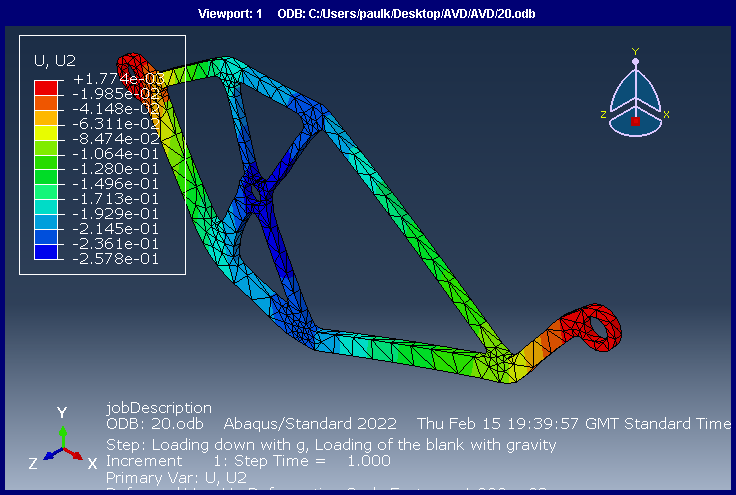 Viewport: 1 ODB: C:/Users/paulk/Desktop/AVD/AVD/20.odb
U, U2
+1.774e-03
-1.985e-02
-4.148e-02
-6.311e-02
-8.474e-02
-1.064e-01
-1.280e-01
-1.496e-01
-1.713e-01
-1.929e-01
-2.145e-01
-2.361e-01
-2.578e-01
Y
Z
X
jobDescription
ODB: 20.odb Abaqus/Standard 2022 Thu Feb 15 19:39:57 GMT Standard Time
Y
Step: Loading down with g, Loading of the blank with gravity
Z
X
Increment 1: Step Time = 1.000
Primary Var: U, U2